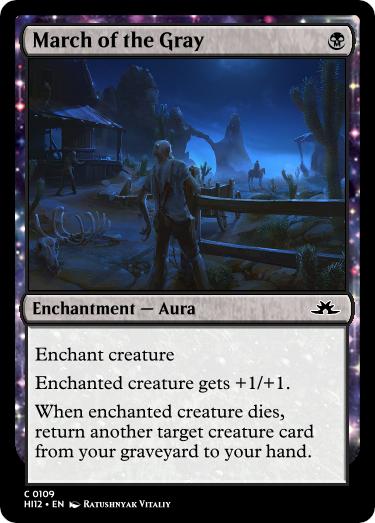 March of the Gray
Enchantment — Aura
Enchant creature
Enchanted creature gets +1/+1.
When enchanted creature dies,
return another target creature card
from your graveyard to your hand.
C 0109
HI12 • EN Ratushnyak Vitaliy